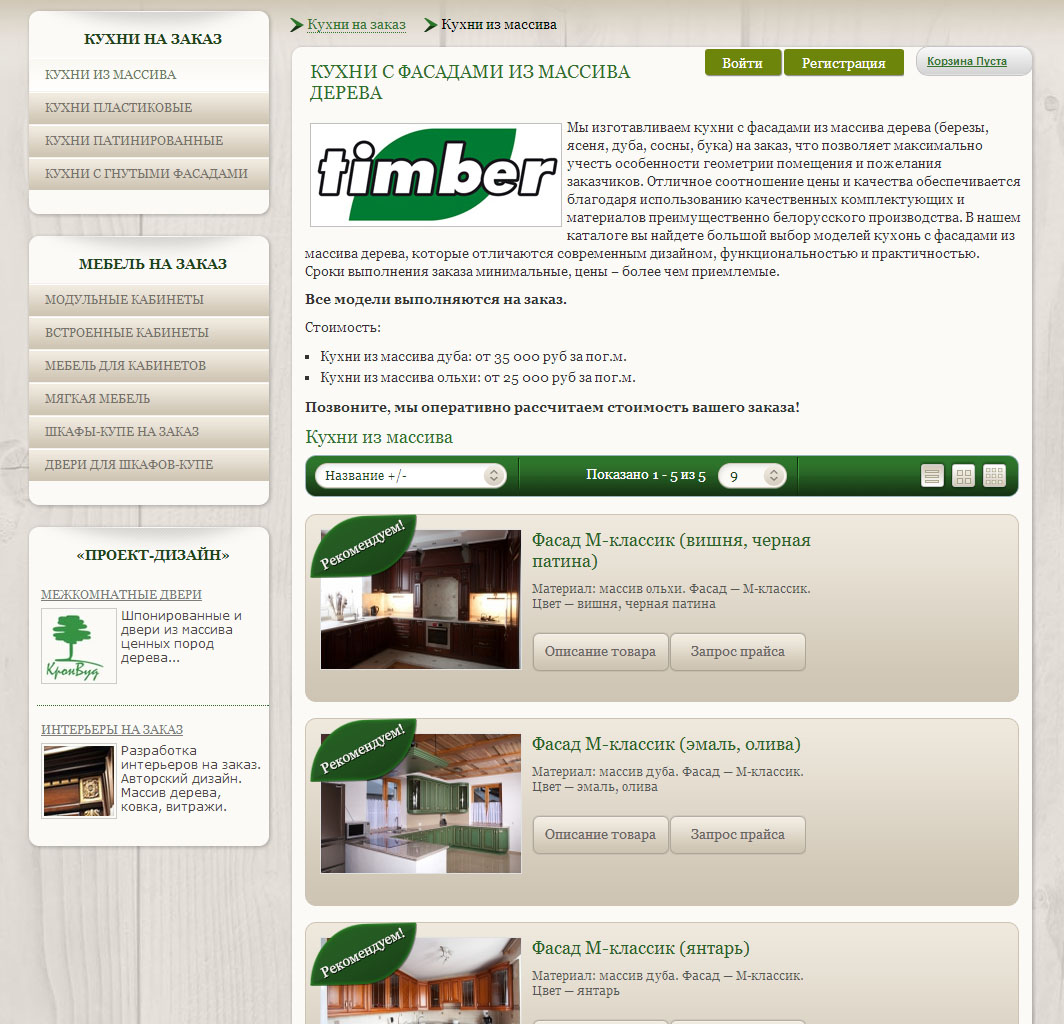 КУХНИ НА ЗАКАЗ
КУХНИ ИЗ МАССИВА
КУХНИ ПЛАСТИКОВЫЕ
КУХНИ ПАТИНИРОВАННЫЕ
КУХНИ С ГНУТЫМИ ФАСАДАМИ
МЕБЕЛЬ НА ЗАКАЗ
МОДУЛЬНЫЕ КАБИНЕТЫ
ВСТРОЕННЫЕ КАБИНЕТЫ
МЕБЕЛЬ ДЛЯ КАБИНЕТОВ
МЯГКАЯ МЕБЕЛЬ
ШКАФЫ-КУПЕ НА ЗАКАЗ
ДВЕРИ ДЛЯ ШКАФОВ-КУПЕ
«ПРОЕКТ-ДИЗАЙН»
МЕЖКОМНАТНЫЕ ДВЕРИ
КронВуд
Шпонированные и
двери из массива
ценных пород
дерева...
ИНТЕРЬЕРЫ НА ЗАКАЗ
Разработка
интерьеров на заказ.
Авторский дизайн.
Массив дерева,
ковка, витражи.
Кухни на заказ Кухни из массива
Войти Регистрация Корзина Пуста
КУХНИ С ФАСАДАМИ ИЗ МАССИВА
ДЕРЕВА
timber
Мы изготавливаем кухни с фасадами из массива дерева (березы,
ясеня, дуба, сосны, бука) на заказ, что позволяет максимально
учесть особенности геометрии помещения и пожелания
заказчиков. Отличное соотношение цены и качества обеспечивается
благодаря использованию качественных комплектующих и
материалов преимущественно белорусского производства. В нашем
каталоге вы найдете большой выбор моделей кухонь с фасадами из
массива дерева, которые отличаются современным дизайном, функциональностью и практичностью.
Сроки выполнения заказа минимальные, цены – более чем приемлемые.
Все модели выполняются на заказ.
Стоимость:
Кухни из массива дуба: от 35 000 руб за пог.м.
Кухни из массива ольхи: от 25 000 руб за пог.м.
Позвоните, мы оперативно рассчитаем стоимость вашего заказа!
Кухни из массива
Название +/- Показано 1 - 5 из 5 9
Рекомендуем!
Фасад М-классик (вишня, черная
патина)
Материал: массив ольхи. Фасад — М-классик.
Цвет — вишня, черная патина
Описание товара Запрос прайса
Рекомендуем!
Фасад М-классик (эмаль, олива)
Материал: массив дуба. Фасад — М-классик.
Цвет — эмаль, олива
Описание товара Запрос прайса
Рекомендуем!
Фасад М-классик (янтарь)
Материал: массив дуба. Фасад — М-классик.
Цвет — янтарь